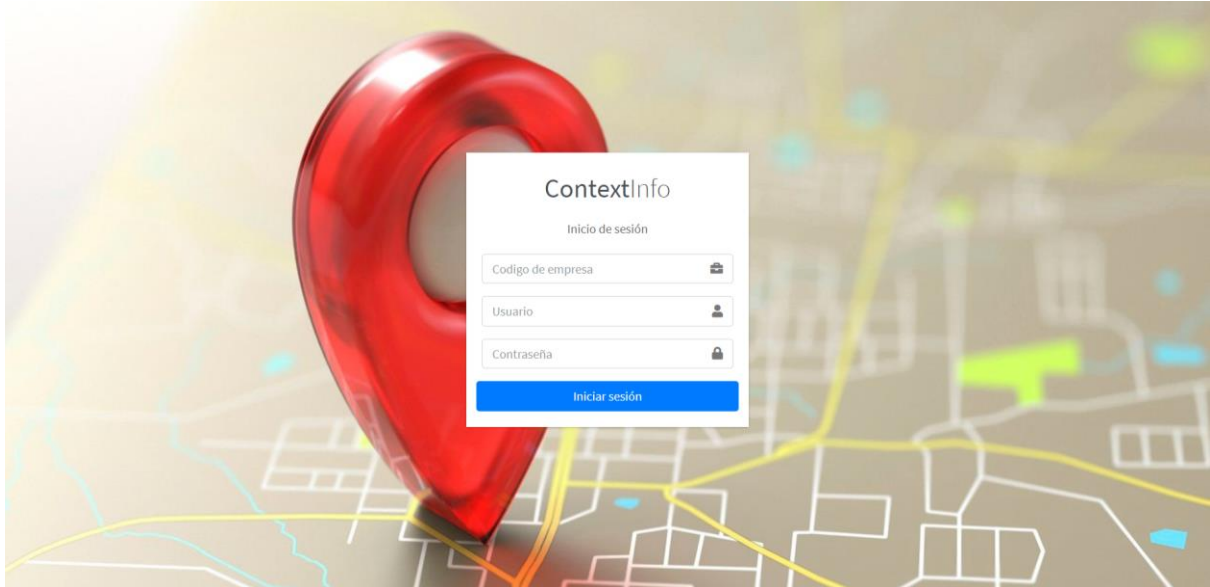 ContextInfo
Inicio de sesión
Codigo de empresa
Usuario
Contraseña
Iniciar sesión